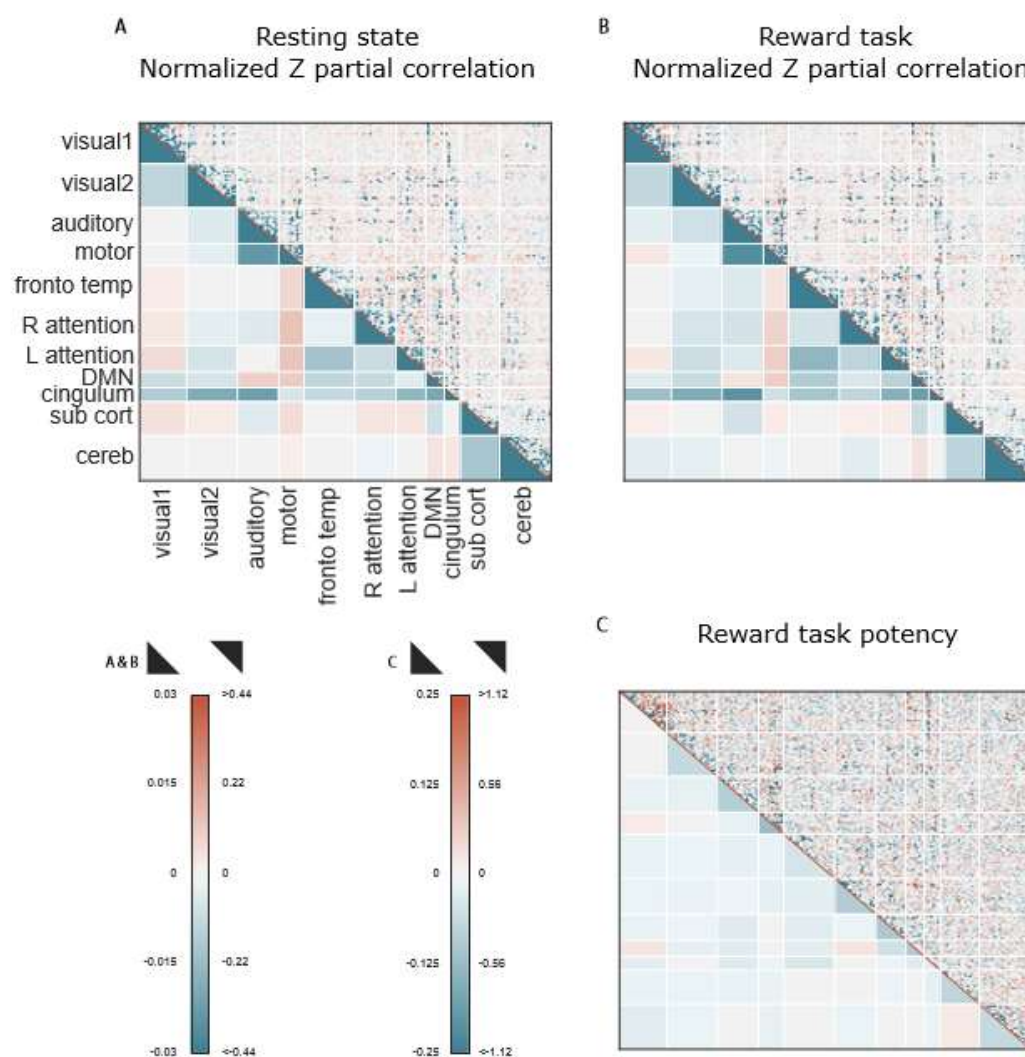 A
Resting state
Normalized Z partial correlation
B
Reward task
Normalized Z partial correlation
visual1
visual2
auditory
motor
fronto temp
R attention
L attention
DMN
cingulum
sub cort
cereb
visual1
visual2
auditory
motor
fronto temp
R attention
L attention
DMN
cingulum
sub cort
cereb
A & B
0.03 >0.44
0.015 0.22
0 0
-0.015 -0.22
-0.03 <-0.44
C
0.25 >1.12
0.125 0.56
0 0
-0.125 -0.56
-0.25 <-1.12
C
Reward task potency